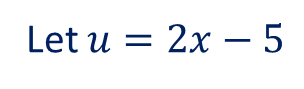 Let u = 2x − 5